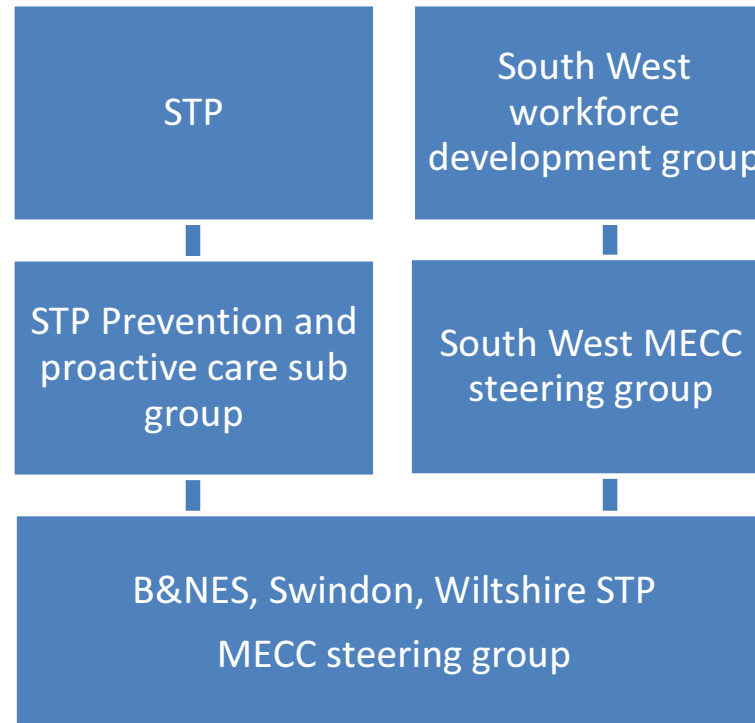 STP
South West
workforce
development group
STP Prevention and
proactive care sub
group
South West MECC
steering group
B&NES, Swindon, Wiltshire STP
MECC steering group